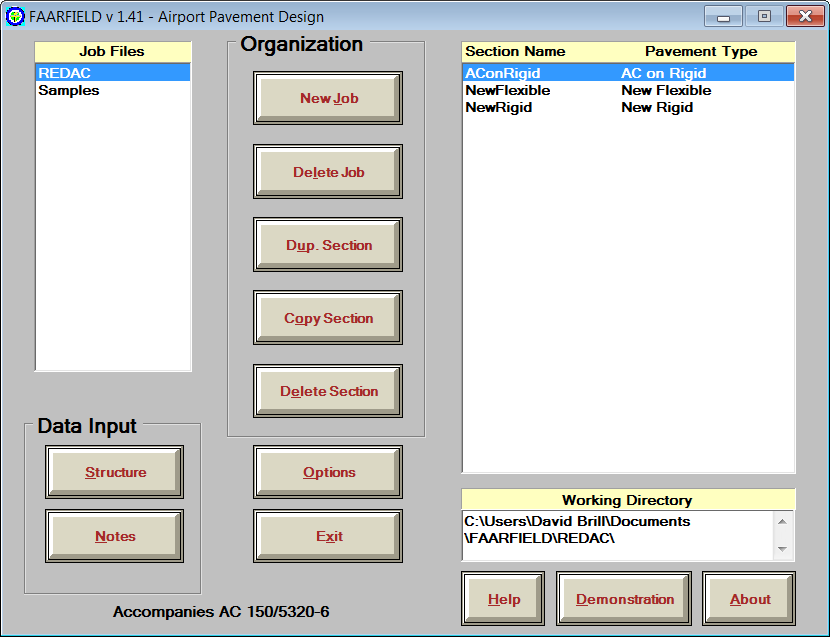 FAARFIELD v 1.41 - Airport Pavement Design
Job Files
REDAC
Samples
Organization
New Job
Delete Job
Dup. Section
Copy Section
Delete Section
Section Name Pavement Type
AConRigid AC on Rigid
NewFlexible New Flexible
NewRigid New Rigid
Data Input
Structure
Notes
Options
Exit
Working Directory
C:\Users\David Brill\Documents
\FAARFIELD\REDAC\
Help
Demonstration
About
Accompanies AC 150/5320-6